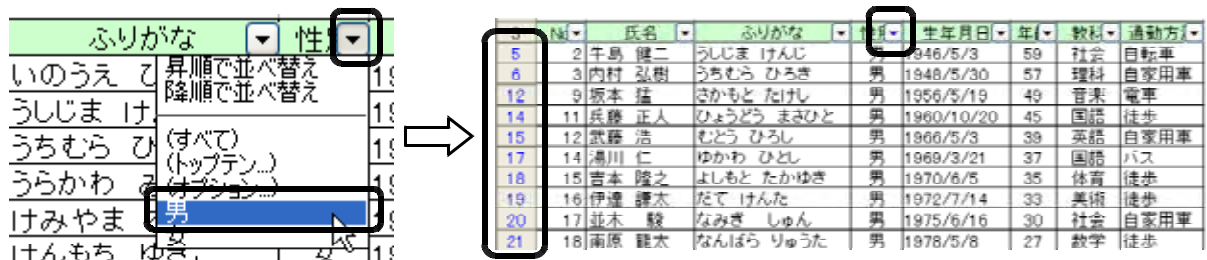 ふりがな 性別
いのうえ ひ
うしじま け
うちむら ひ
うらかわ
けみやま
けんもち ゆき 女
昇順で並べ替え
降順で並べ替え
(すべて)
(トップテン...)
(オプション...)
男
女
3 No 氏名 ふりがな 性別 生年月日 年 教科 通勤方
5 2 牛島 健二 うしじま けんじ 男 1946/5/3 59 社会 自転車
6 3 内村 弘樹 うちむら ひろき 男 1948/5/30 57 理科 自家用車
12 9 坂本 猛 さかもと たけし 男 1956/5/19 49 音楽 電車
14 11 兵藤 正人 ひょうどう まさひと 男 1960/10/20 45 国語 徒歩
15 12 武藤 浩 むとう ひろし 男 1966/5/3 39 英語 自家用車
17 14 湯川 仁 ゆかわ ひとし 男 1969/3/21 37 国語 バス
18 15 吉本 隆之 よしもと たかゆき 男 1970/6/5 35 体育 徒歩
19 16 伊達 謙太 だて けんた 男 1972/7/14 33 美術 徒歩
20 17 並木 駿 なみき しゅん 男 1975/6/16 30 社会 自家用車
21 18 南原 龍太 なんばら りゅうた 男 1978/5/8 27 数学 徒歩